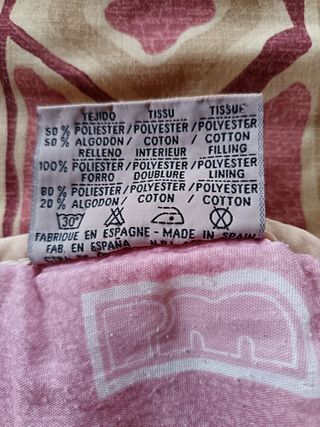 TEJIDO TISSU TISSUE
50 % POLIESTER / POLYESTER / POLYESTER
50 % ALGODON / COTON / COTTON
RELLENO INTERIEUR FILLING
100% POLIESTER / POLYESTER / POLYESTER
FORRO DOUBLURE LINING
80 % POLIESTER / POLYESTER / POLYESTER
20 % ALGODON / COTON / COTTON
30°
FABRIQUE EN ESPAGNE - MADE IN SPAIN
FAB. EN ESPAÑA